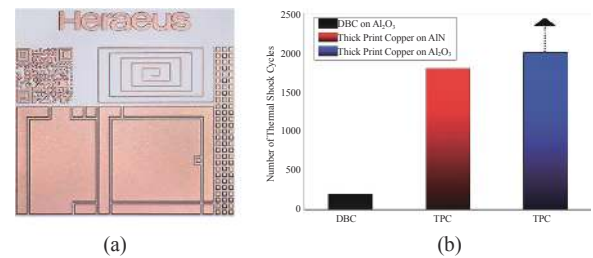 Heraeus
(a)
2500
2000
1500
1000
500
0
Number of Thermal Shock Cycles
DBC on Al₂O₃
Thick Print Copper on AlN
Thick Print Copper on Al₂O₃
DBC
TPC
TPC
(b)